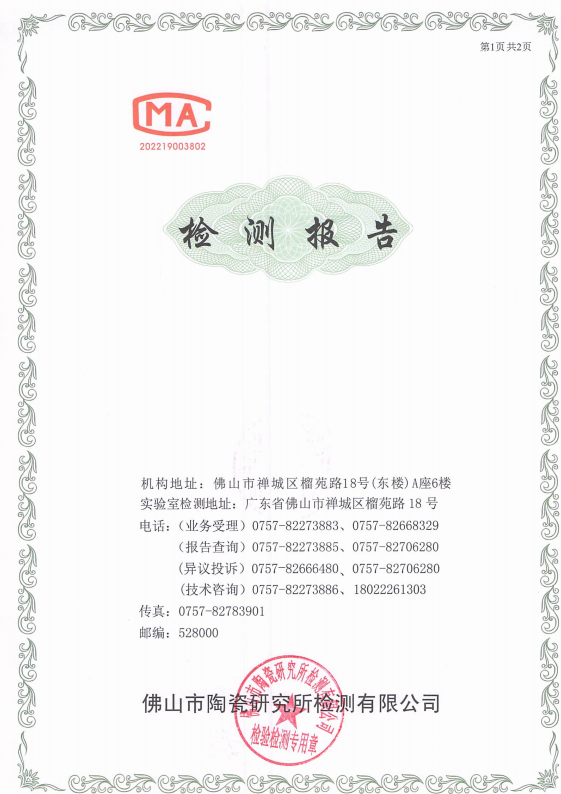 第1页 共2页
CMA
202219003802
检测报告
机构地址：佛山市禅城区榴苑路18号(东楼)A座6楼
实验室检测地址：广东省佛山市禅城区榴苑路 18 号
电话：（业务受理）0757-82273883、0757-82668329
（报告查询）0757-82273885、0757-82706280
（异议投诉）0757-82666480、0757-82706280
（技术咨询）0757-82273886、18022261303
传真：0757-82783901
邮编：528000
佛山市陶瓷研究所检测有限公司
佛山市陶瓷研究所检测有限公司
检验检测专用章